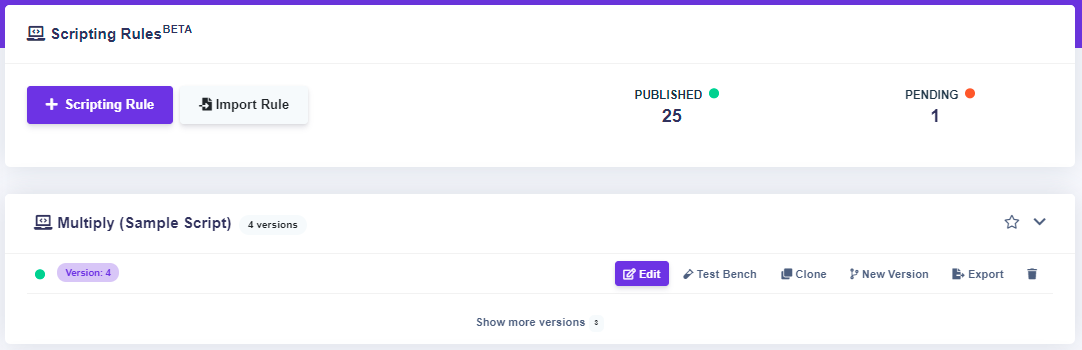 Scripting Rules BETA
+ Scripting Rule
Import Rule
PUBLISHED
25
PENDING
1
Multiply (Sample Script)
4 versions
Version: 4
Edit
Test Bench
Clone
New Version
Export
Show more versions